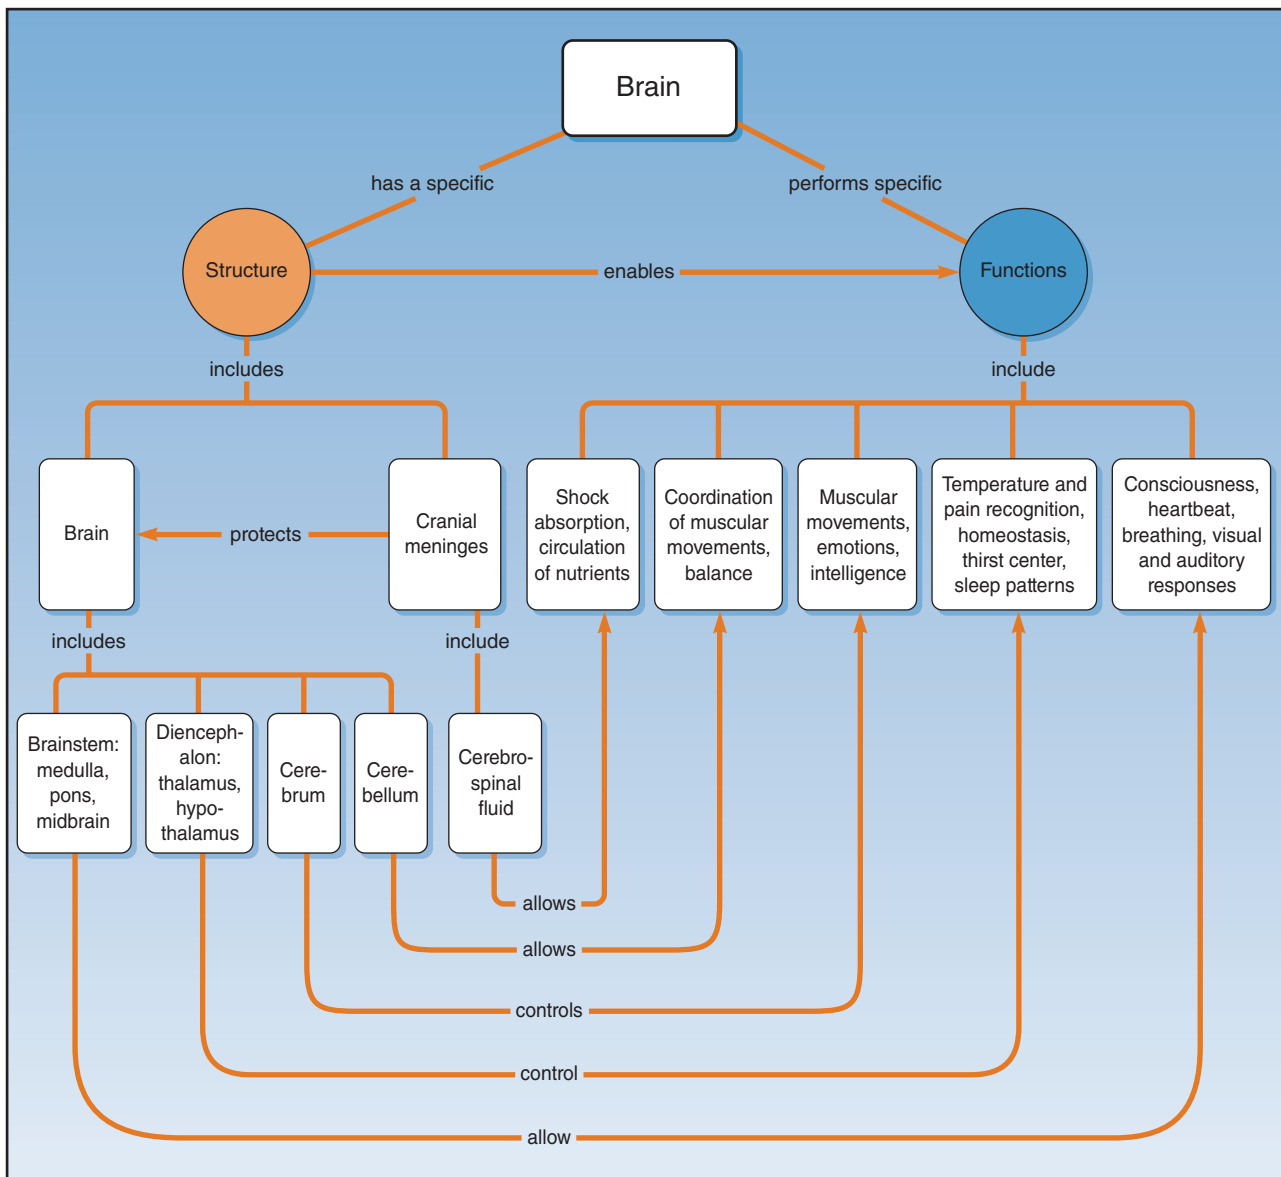 Brain
has a specific
performs specific
Structure
enables
Functions
includes
include
Brain
protects
Cranial
meninges
Shock
absorption,
circulation
of nutrients
Coordination
of muscular
movements,
balance
Muscular
movements,
emotions,
intelligence
Temperature and
pain recognition,
homeostasis,
thirst center,
sleep patterns
Consciousness,
heartbeat,
breathing, visual
and auditory
responses
includes
include
Brainstem:
medulla,
pons,
midbrain
Dienceph-
alon:
thalamus,
hypo-
thalamus
Cere-
brum
Cere-
bellum
Cerebro-
spinal
fluid
allows
allows
controls
control
allow